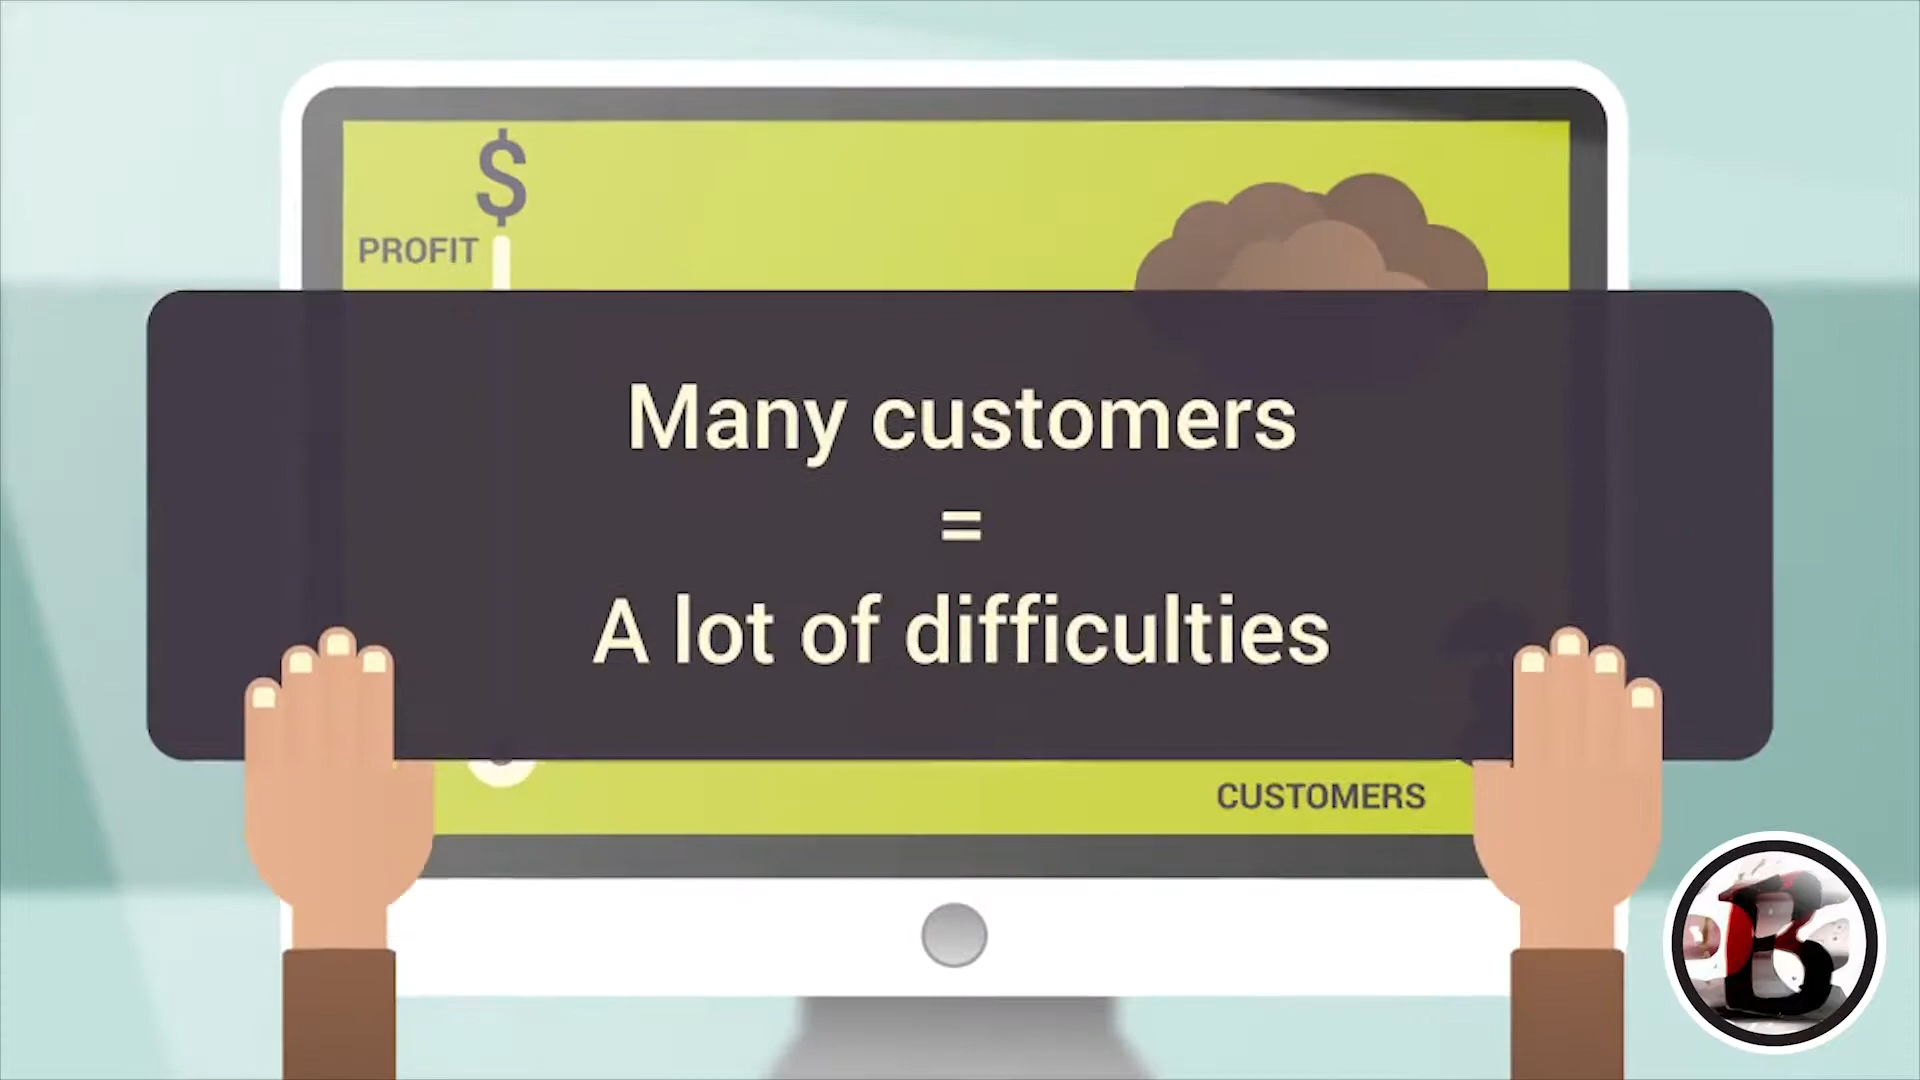 $
PROFIT
Many customers
=
A lot of difficulties
CUSTOMERS
B